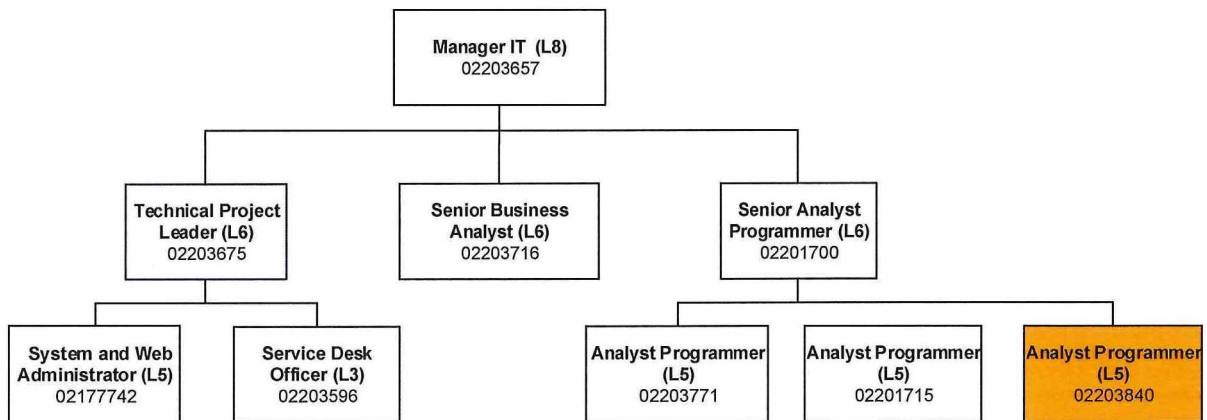 Manager IT (L8)
02203657
Technical Project
Leader (L6)
02203675
Senior Business
Analyst (L6)
02203716
Senior Analyst
Programmer (L6)
02201700
System and Web
Administrator (L5)
02177742
Service Desk
Officer (L3)
02203596
Analyst Programmer
(L5)
02203771
Analyst Programmer
(L5)
02201715
Analyst Programmer
(L5)
02203840